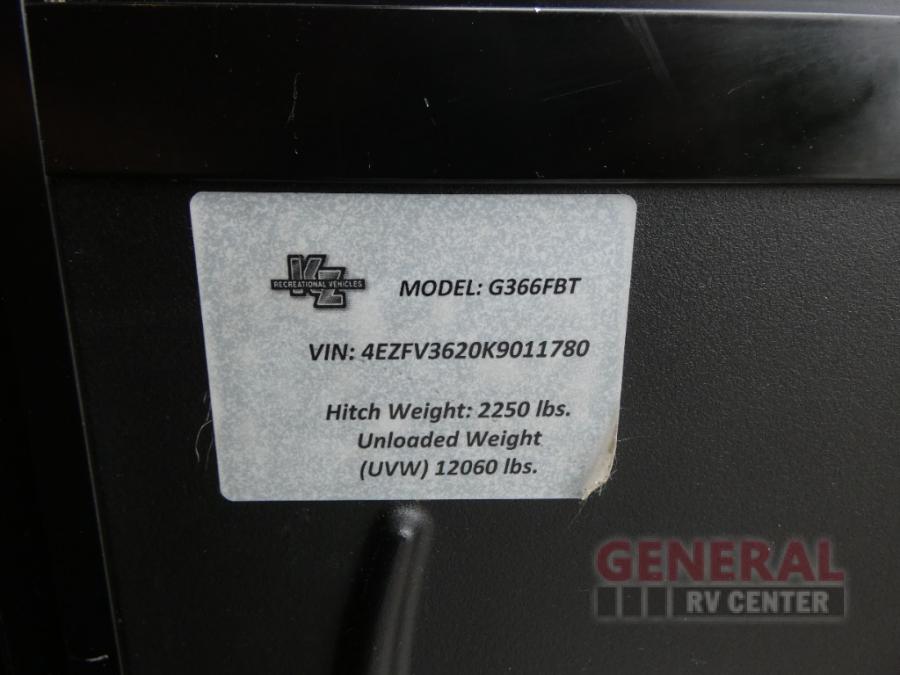 KZ
RECREATIONAL VEHICLES
MODEL: G366FBT
VIN: 4EZFV3620K9011780
Hitch Weight: 2250 lbs.
Unloaded Weight
(UVW) 12060 lbs.
GENERAL
RV CENTER